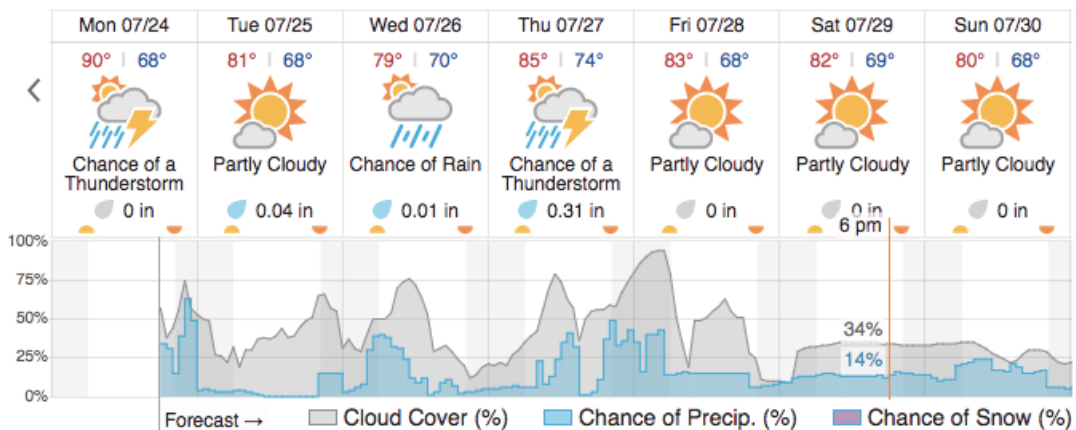 Mon 07/24 Tue 07/25 Wed 07/26 Thu 07/27 Fri 07/28 Sat 07/29 Sun 07/30
90° | 68° 81° | 68° 79° | 70° 85° | 74° 83° | 68° 82° | 69° 80° | 68°
Chance of a Partly Cloudy Chance of Rain Chance of a Partly Cloudy Partly Cloudy Partly Cloudy
Thunderstorm Thunderstorm
0 in 0.04 in 0.01 in 0.31 in 0 in 0 in 0 in
6 pm
100%
75%
50%
34%
25%
14%
0%
Forecast → Cloud Cover (%) Chance of Precip. (%) Chance of Snow (%)